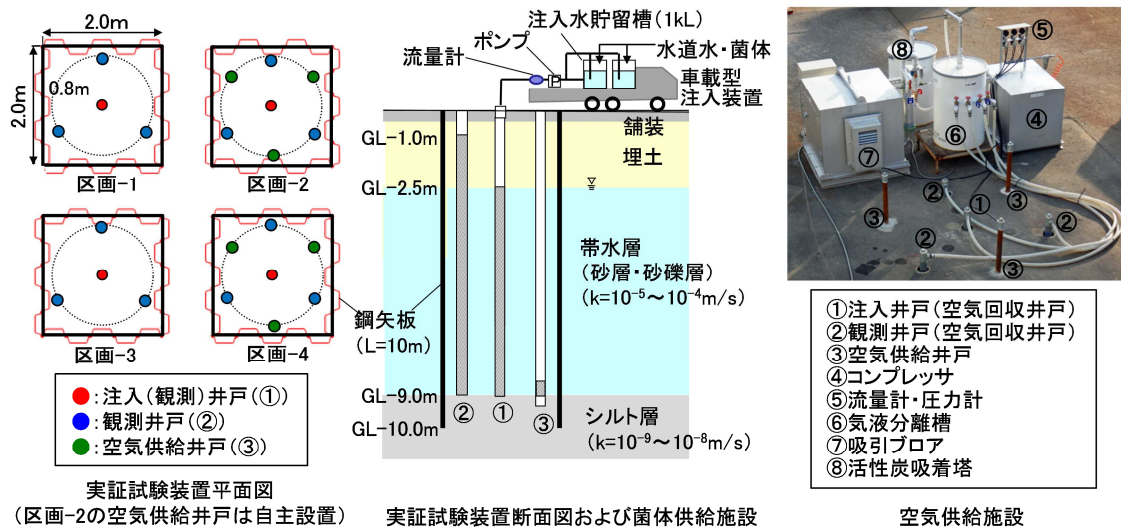 2.0m
2.0m
0.8m
区画-1
区画-2
区画-3
区画-4
●:注入(観測)井戸(①)
●:観測井戸(②)
●:空気供給井戸(③)
実証試験装置平面図
(区画-2の空気供給井戸は自主設置)
注入水貯留槽(1kL)
ポンプ
水道水・菌体
流量計
P
車載型
注入装置
舗装
GL-1.0m
埋土
GL-2.5m
帯水層
(砂層・砂礫層)
(k=10⁻⁵~10⁻⁴m/s)
鋼矢板
(L=10m)
GL-9.0m
② ① ③
シルト層
GL-10.0m
(k=10⁻⁹~10⁻⁸m/s)
実証試験装置断面図および菌体供給施設
⑧
⑤
⑥
④
⑦
②
①
③
②
③
②
③
①注入井戸(空気回収井戸)
②観測井戸(空気回収井戸)
③空気供給井戸
④コンプレッサ
⑤流量計・圧力計
⑥気液分離槽
⑦吸引ブロア
⑧活性炭吸着塔
空気供給施設